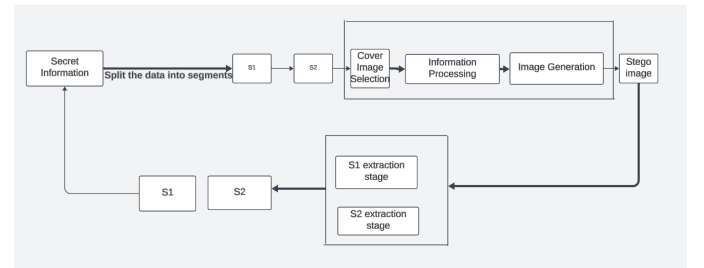 Secret
Information
Split the data into segments
S1
S2
Cover
Image
Selection
Information
Processing
Image Generation
Stego
image
S1 extraction
stage
S2 extraction
stage
S2
S1